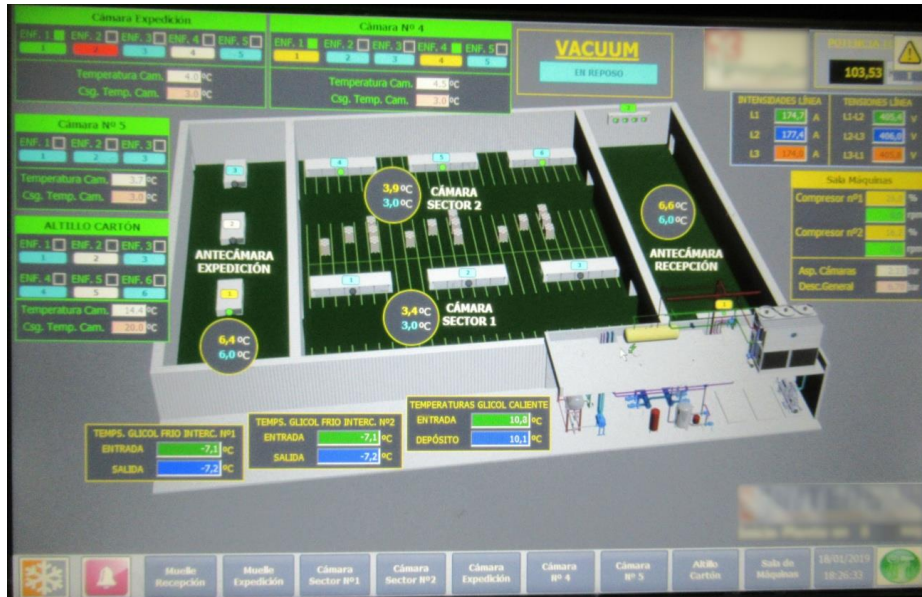 Cámara Expedición
ENF. 1 ENF. 2 ENF. 3 ENF. 4 ENF. 5
1 2 3 4 5
Temperatura Cam. 4.0 ºC
Csg. Temp. Cam. 3.0 ºC
Cámara Nº 4
ENF. 1 ENF. 2 ENF. 3 ENF. 4 ENF. 5
1 2 3 4 5
Temperatura Cam. 4.5 ºC
Csg. Temp. Cam. 3.0 ºC
VACUUM
EN REPOSO
103,53
INTENSIDADES LÍNEA
L1 174,7 A
L2 177,4 A
L3 174,0 A
TENSIONES LÍNEA
L1-L2 405,4 V
L2-L3 406,0 V
L3-L1 V
Cámara Nº 5
ENF. 1 ENF. 2 ENF. 3
1 2 3
Temperatura Cam. ºC
Csg. Temp. Cam. 3.0 ºC
ALTILLO CARTÓN
ENF. 1 ENF. 2 ENF. 3
1 2 3
ENF. 4 ENF. 5 ENF. 6
4 5 6
Temperatura Cam. 14.4 ºC
Csg. Temp. Cam. 20.0 ºC
Sala Máquinas
Compresor nº1 %
Compresor nº2 %
Asp. Cámaras
Desc.General
4 5 6
3,9 ºC
3,0 ºC
CÁMARA
SECTOR 2
6,6 ºC
6,0 ºC
ANTECÁMARA
EXPEDICIÓN
ANTECÁMARA
RECEPCIÓN
1 2 3
3,4 ºC
3,0 ºC
CÁMARA
SECTOR 1
6,4 ºC
6,0 ºC
TEMPS. GLICOL FRIO INTERC. Nº1
ENTRADA -7,1 ºC
SALIDA -7,2 ºC
TEMPS. GLICOL FRIO INTERC. Nº2
ENTRADA -7,1 ºC
SALIDA -7,2 ºC
TEMPERATURAS GLICOL CALIENTE
ENTRADA 10,8 ºC
DEPÓSITO 10,1 ºC
Muelle
Recepción
Muelle
Expedición
Cámara
Sector Nº1
Cámara
Sector Nº2
Cámara
Expedición
Cámara
Nº 4
Cámara
Nº 5
Altillo
Cartón
Sala de
Máquinas
18/01/2019
18:26:33